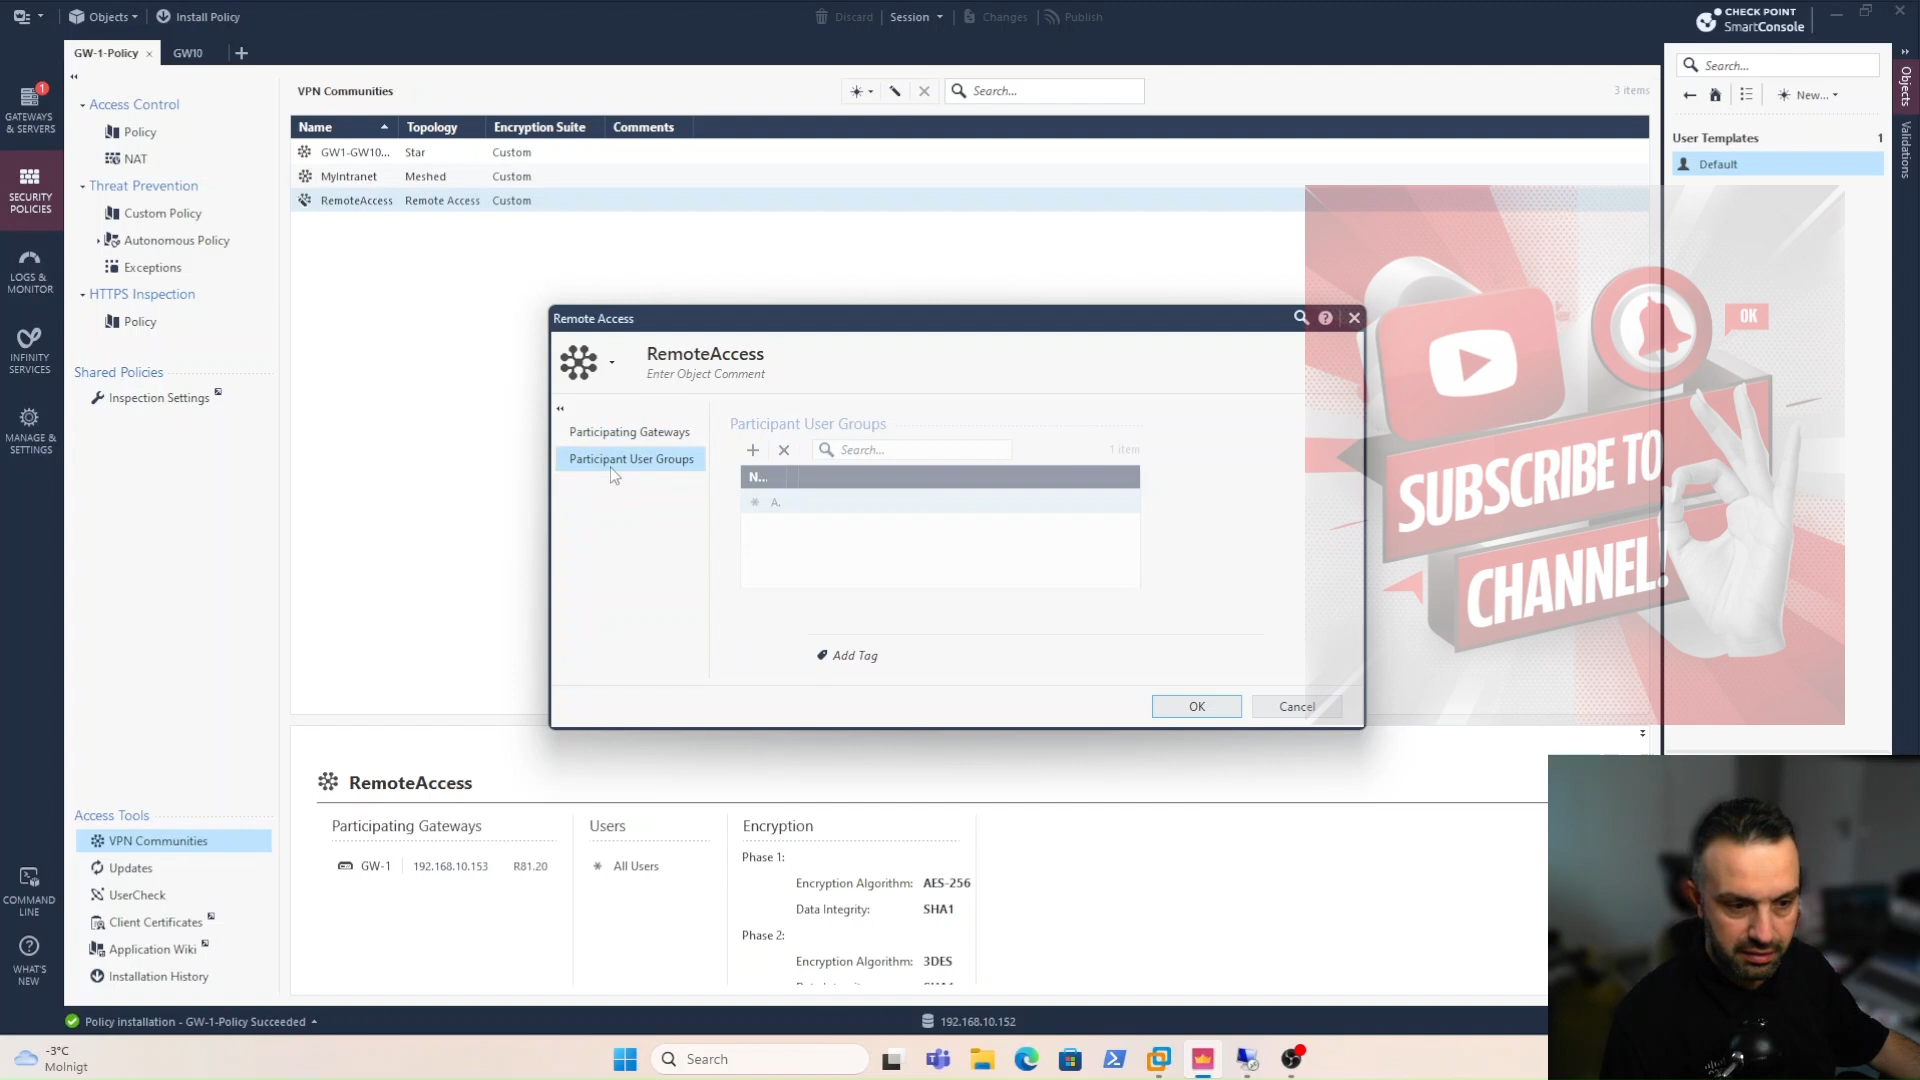 Objects
Install Policy
Discard
Session
Changes
Publish
CHECK POINT
SmartConsole
GW-1-Policy
GW10
GATEWAYS
& SERVERS
1
SECURITY
POLICIES
LOGS &
MONITOR
INFINITY
SERVICES
MANAGE &
SETTINGS
COMMAND
LINE
WHAT'S
NEW
Access Control
Policy
NAT
Threat Prevention
Custom Policy
Autonomous Policy
Exceptions
HTTPS Inspection
Policy
Shared Policies
Inspection Settings
Access Tools
VPN Communities
Updates
UserCheck
Client Certificates
Application Wiki
Installation History
VPN Communities
Search...
3 items
Name
Topology
Encryption Suite
Comments
GW1-GW10...
Star
Custom
MyIntranet
Meshed
Custom
RemoteAccess
Remote Access
Custom
Remote Access
RemoteAccess
Enter Object Comment
Participating Gateways
Participant User Groups
Participant User Groups
Search...
1 item
N...
A.
Add Tag
OK
Cancel
RemoteAccess
Participating Gateways
GW-1
192.168.10.153
R81.20
Users
All Users
Encryption
Phase 1:
Encryption Algorithm:
AES-256
Data Integrity:
SHA1
Phase 2:
Encryption Algorithm:
3DES
Search...
New...
User Templates
1
Default
Objects
Validations
OK
SUBSCRIBE TO
CHANNEL!
Policy installation - GW-1-Policy Succeeded
192.168.10.152
-3°C
Molnigt
Search